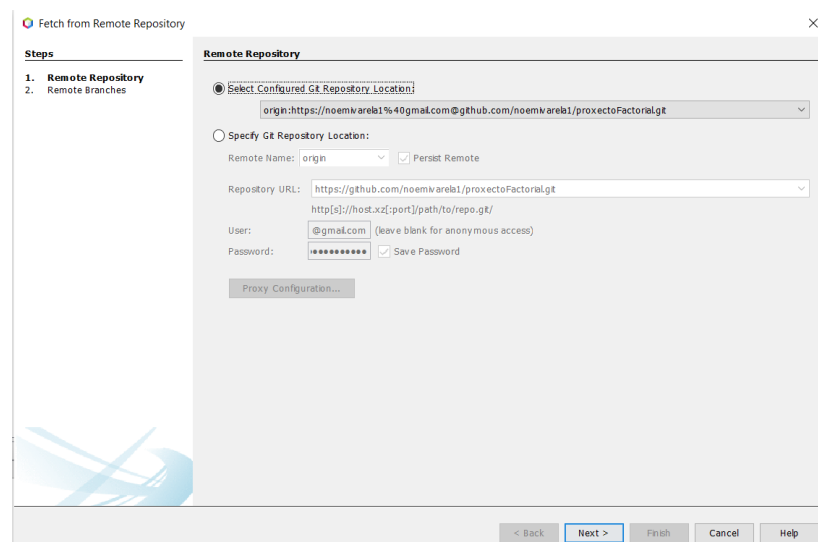 Fetch from Remote Repository
Steps
1. Remote Repository
2. Remote Branches
Remote Repository
Select Configured Git Repository Location:
origin:https://noemivarela1%40gmail.com@github.com/noemivarela1/proxectoFactorial.git
Specify Git Repository Location:
Remote Name: origin Persist Remote
Repository URL: https://github.com/noemivarela1/proxectoFactorial.git
http[s]://host.xz[:port]/path/to/repo.git/
User: @gmail.com (leave blank for anonymous access)
Password: Save Password
Proxy Configuration...
< Back Next > Finish Cancel Help